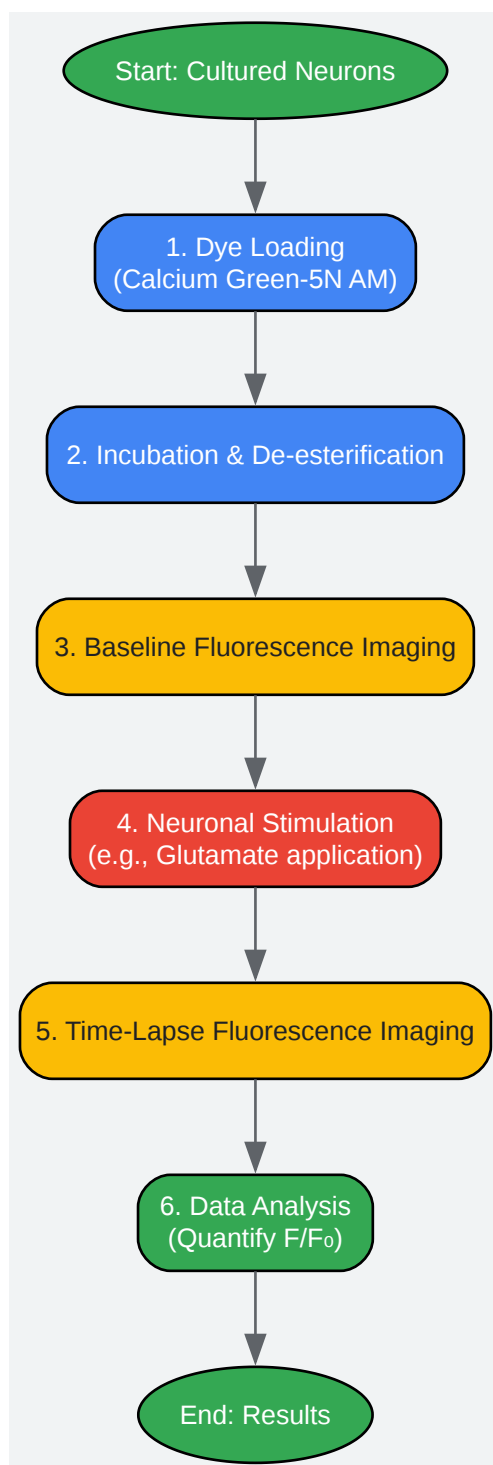 Start: Cultured Neurons
1. Dye Loading
(Calcium Green-5N AM)
2. Incubation & De-esterification
3. Baseline Fluorescence Imaging
4. Neuronal Stimulation
(e.g., Glutamate application)
5. Time-Lapse Fluorescence Imaging
6. Data Analysis
(Quantify F/F₀)
End: Results